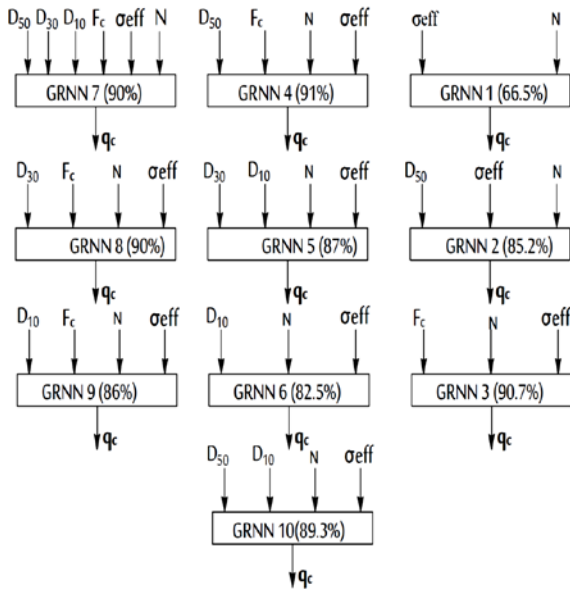 D50 D30 D10 Fc σeff N
GRNN 7 (90%)
qc
D50 Fc N σeff
GRNN 4 (91%)
qc
σeff N
GRNN 1 (66.5%)
qc
D30 Fc N σeff
GRNN 8 (90%)
qc
D30 D10 N σeff
GRNN 5 (87%)
qc
D50 σeff N
GRNN 2 (85.2%)
qc
D10 Fc N σeff
GRNN 9 (86%)
qc
D10 N σeff
GRNN 6 (82.5%)
qc
Fc N σeff
GRNN 3 (90.7%)
qc
D50 D10 N σeff
GRNN 10(89.3%)
qc